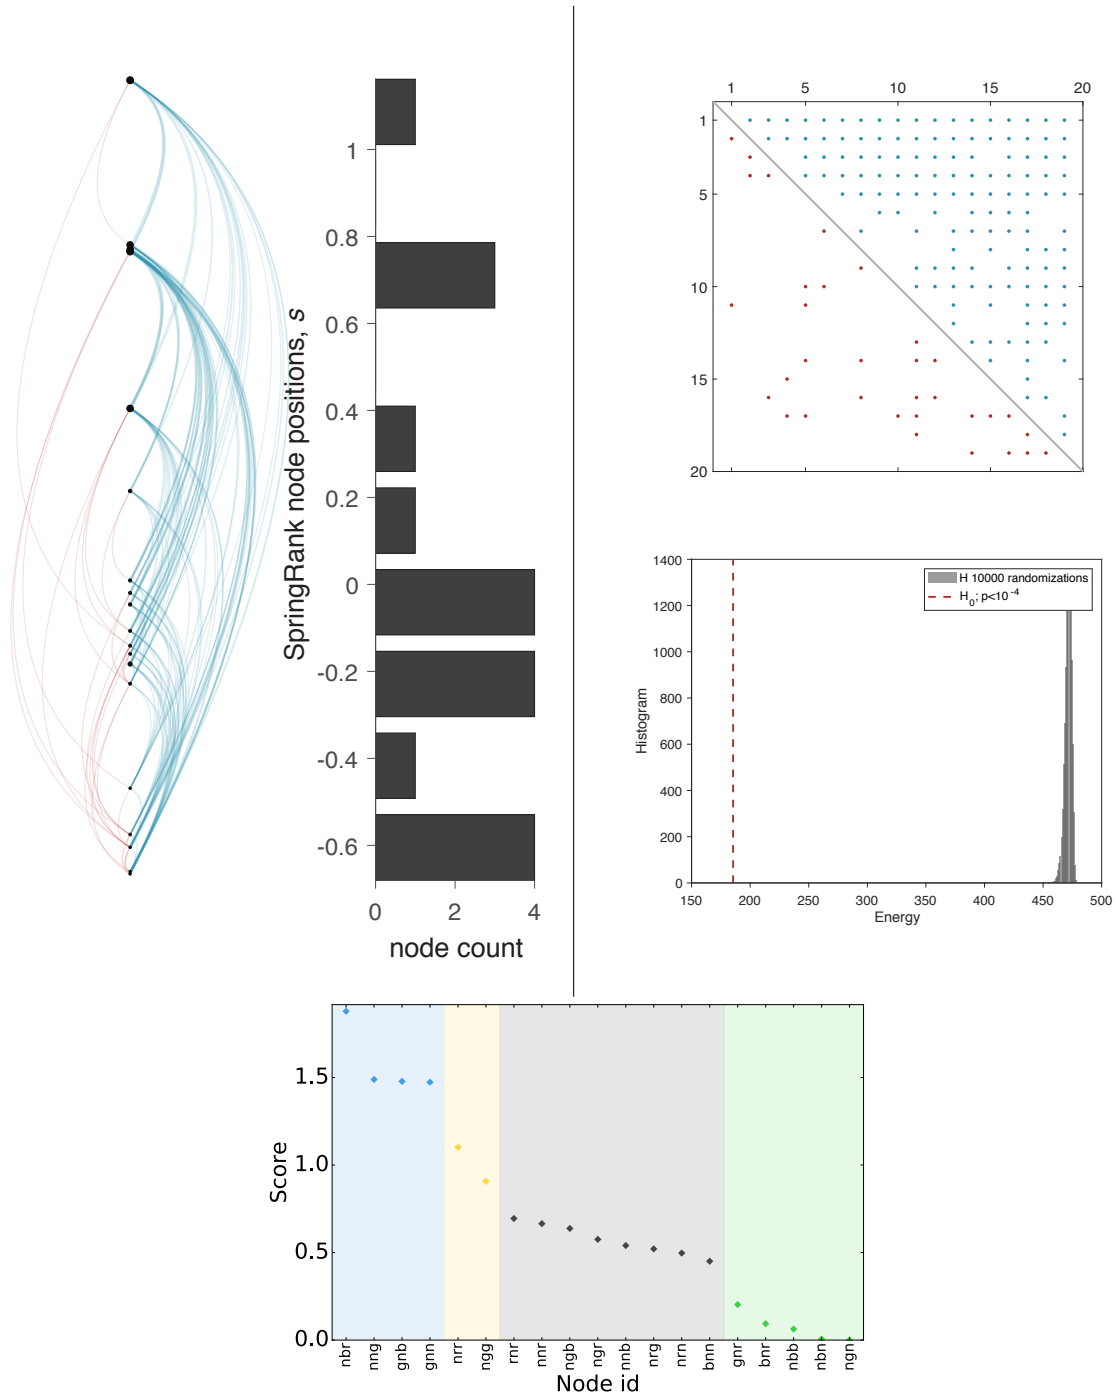 1
0.8
0.6
0.4
0.2
0
-0.2
-0.4
-0.6
SpringRank node positions, s
0 2 4
node count
1 5 10 15 20
1
5
10
15
20
1400
1200
1000
800
600
400
200
0
Histogram
H 10000 randomizations
H0; p<10-4
150 200 250 300 350 400 450 500
Energy
1.5
1.0
0.5
0.0
Score
nbr nng gnb gnn nrr ngg rnr nnr ngb ngr nnb nrg nrn bnn gnr bnr nbb nbn ngn
Node id